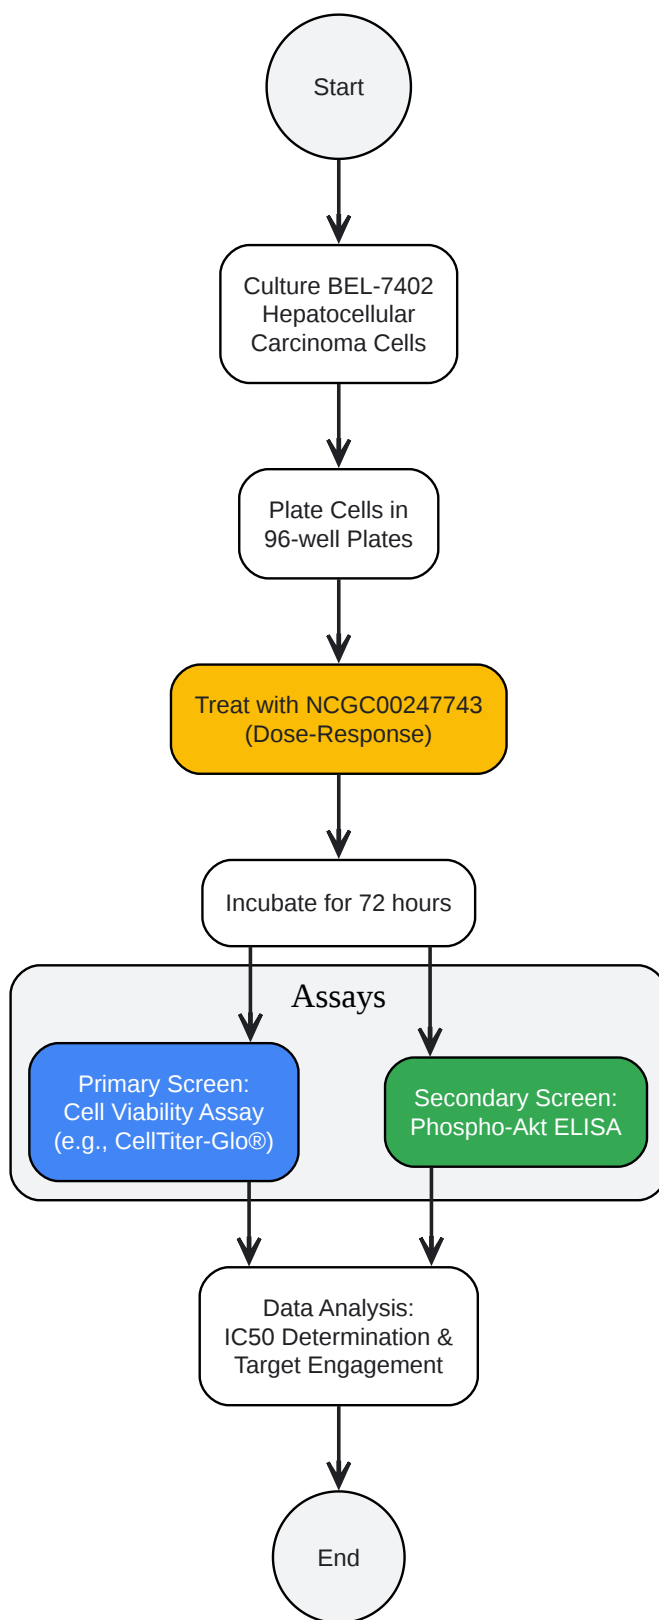 Start
Culture BEL-7402
Hepatocellular
Carcinoma Cells
Plate Cells in
96-well Plates
Treat with NCGC00247743
(Dose-Response)
Incubate for 72 hours
Assays
Primary Screen:
Cell Viability Assay
(e.g., CellTiter-Glo®)
Secondary Screen:
Phospho-Akt ELISA
Data Analysis:
IC50 Determination &
Target Engagement
End